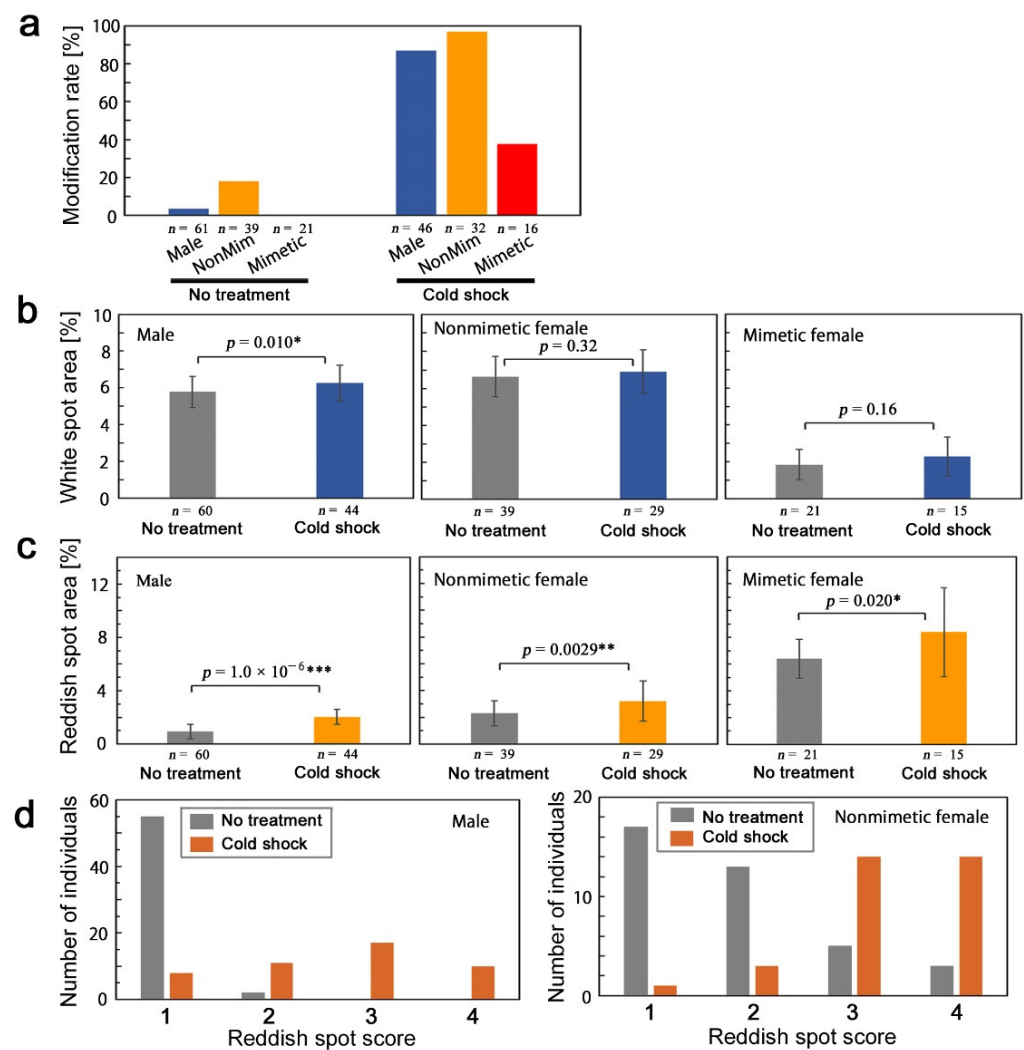 a
Modification rate [%]
100
80
60
40
20
0
n = 61 n = 39 n = 21 n = 46 n = 32 n = 16
Male NonMim Mimetic Male NonMim Mimetic
No treatment Cold shock
b
White spot area [%]
10
8
6
4
2
0
Male
p = 0.010*
n = 60 n = 44
No treatment Cold shock
Nonmimetic female
p = 0.32
n = 39 n = 29
No treatment Cold shock
Mimetic female
p = 0.16
n = 21 n = 15
No treatment Cold shock
c
Reddish spot area [%]
12
8
4
0
Male
p = 1.0 × 10⁻⁶***
n = 60 n = 44
No treatment Cold shock
Nonmimetic female
p = 0.0029**
n = 39 n = 29
No treatment Cold shock
Mimetic female
p = 0.020*
n = 21 n = 15
No treatment Cold shock
d
Number of individuals
60
40
20
0
No treatment
Cold shock
Male
1 2 3 4
Reddish spot score
Number of individuals
20
10
0
No treatment
Cold shock
Nonmimetic female
1 2 3 4
Reddish spot score